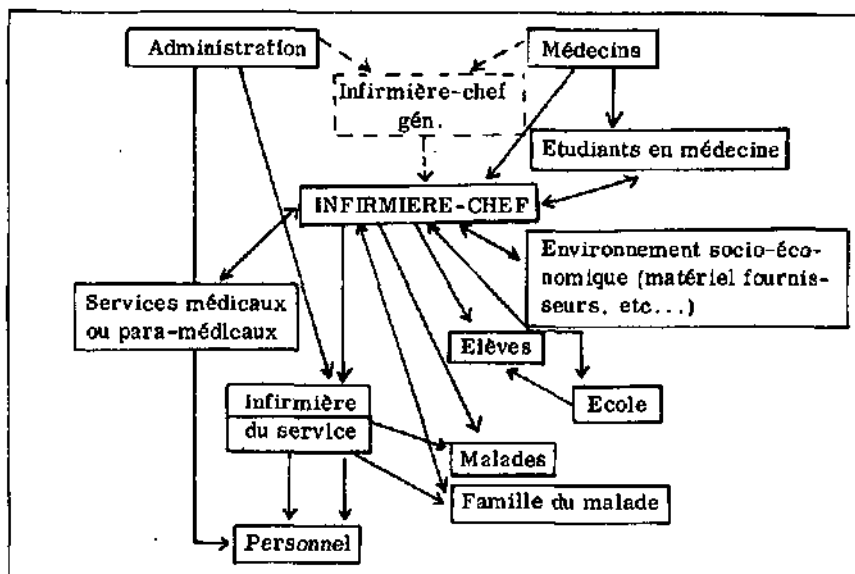 Administration
Médecins
Infirmière-chef
gén.
Etudiants en médecine
INFIRMIERE-CHEF
Environnement socio-éco-
nomique (matériel fournis-
seurs, etc...)
Services médicaux
ou para-médicaux
Elèves
Ecole
Infirmière
du service
Malades
Famille du malade
Personnel